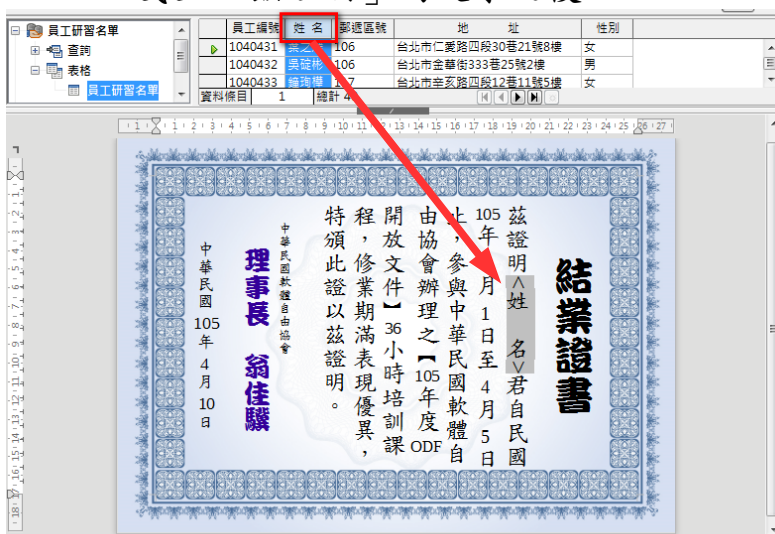 員工研習名單
查詢
表格
員工研習名單
員工編號 姓 名 郵遞區號 地 址 性別
1040431 106 台北市仁愛路四段30巷21號8樓 女
1040432 106 台北市金華街333巷25號2樓 男
1040433 台北市辛亥路四段12巷11號5樓 女
資料條目 1 總計 4
結業證書
茲證明<姓 名>君自民國
105年 月1日至4月5日
止，參與中華民國軟體自
由協會辦理之【105年度ODF
開放文件】36小時培訓課
程，修業期滿表現優異，
特頒此證以茲證明。
中華民國軟體自由協會
理事長 翁佳驥
中華民國105年4月10日